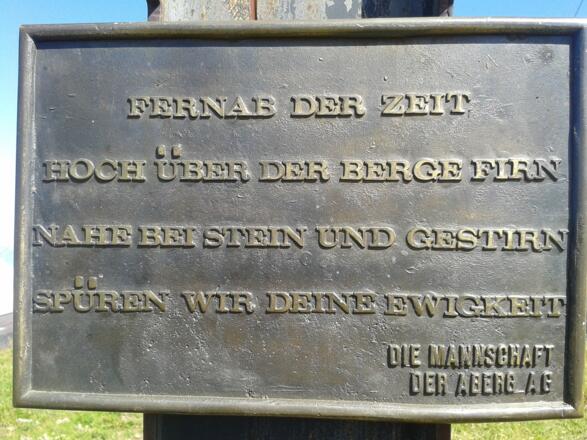 FERNAB DER ZEIT
HOCH ÜBER DER BERGE FIRN
NAHE BEI STEIN UND GESTIRN
SPÜREN WIR DEINE EWIGKEIT
DIE MANNSCHAFT
DER ABERG AG